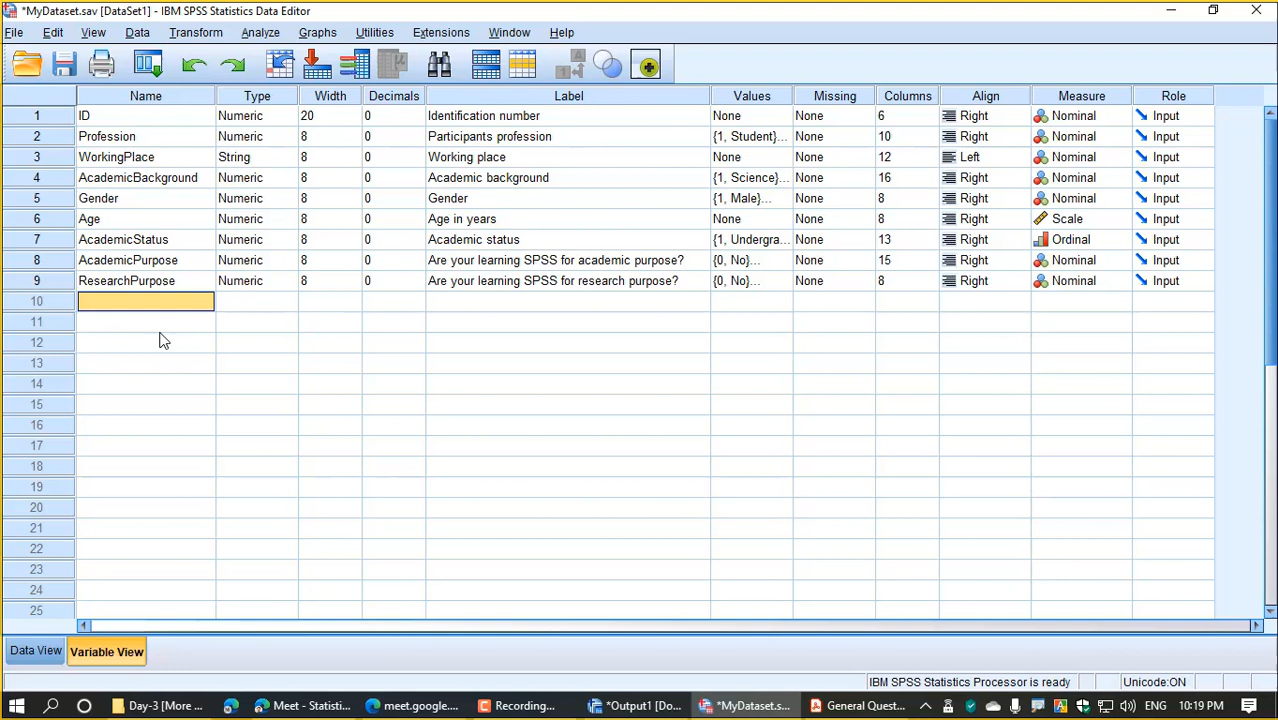 *MyDataset.sav [DataSet1] - IBM SPSS Statistics Data Editor
File Edit View Data Transform Analyze Graphs Utilities Extensions Window Help
Name Type Width Decimals Label Values Missing Columns Align Measure Role
1 ID Numeric 20 0 Identification number None None 6 Right Nominal Input
2 Profession Numeric 8 0 Participants profession {1, Student}... None 10 Right Nominal Input
3 WorkingPlace String 8 0 Working place None None 12 Left Nominal Input
4 AcademicBackground Numeric 8 0 Academic background {1, Science}... None 16 Right Nominal Input
5 Gender Numeric 8 0 Gender {1, Male}... None 8 Right Nominal Input
6 Age Numeric 8 0 Age in years None None 8 Right Scale Input
7 AcademicStatus Numeric 8 0 Academic status {1, Undergra... None 13 Right Ordinal Input
8 AcademicPurpose Numeric 8 0 Are your learning SPSS for academic purpose? {0, No}... None 15 Right Nominal Input
9 ResearchPurpose Numeric 8 0 Are your learning SPSS for research purpose? {0, No}... None 8 Right Nominal Input
10
11
12
13
14
15
16
17
18
19
20
21
22
23
24
25
Data View Variable View
IBM SPSS Statistics Processor is ready Unicode:ON
Day-3 [More ... Meet - Statisti... meet.google.... Recording... *Output1 [Do... *MyDataset.s... General Quest... 10:19 PM